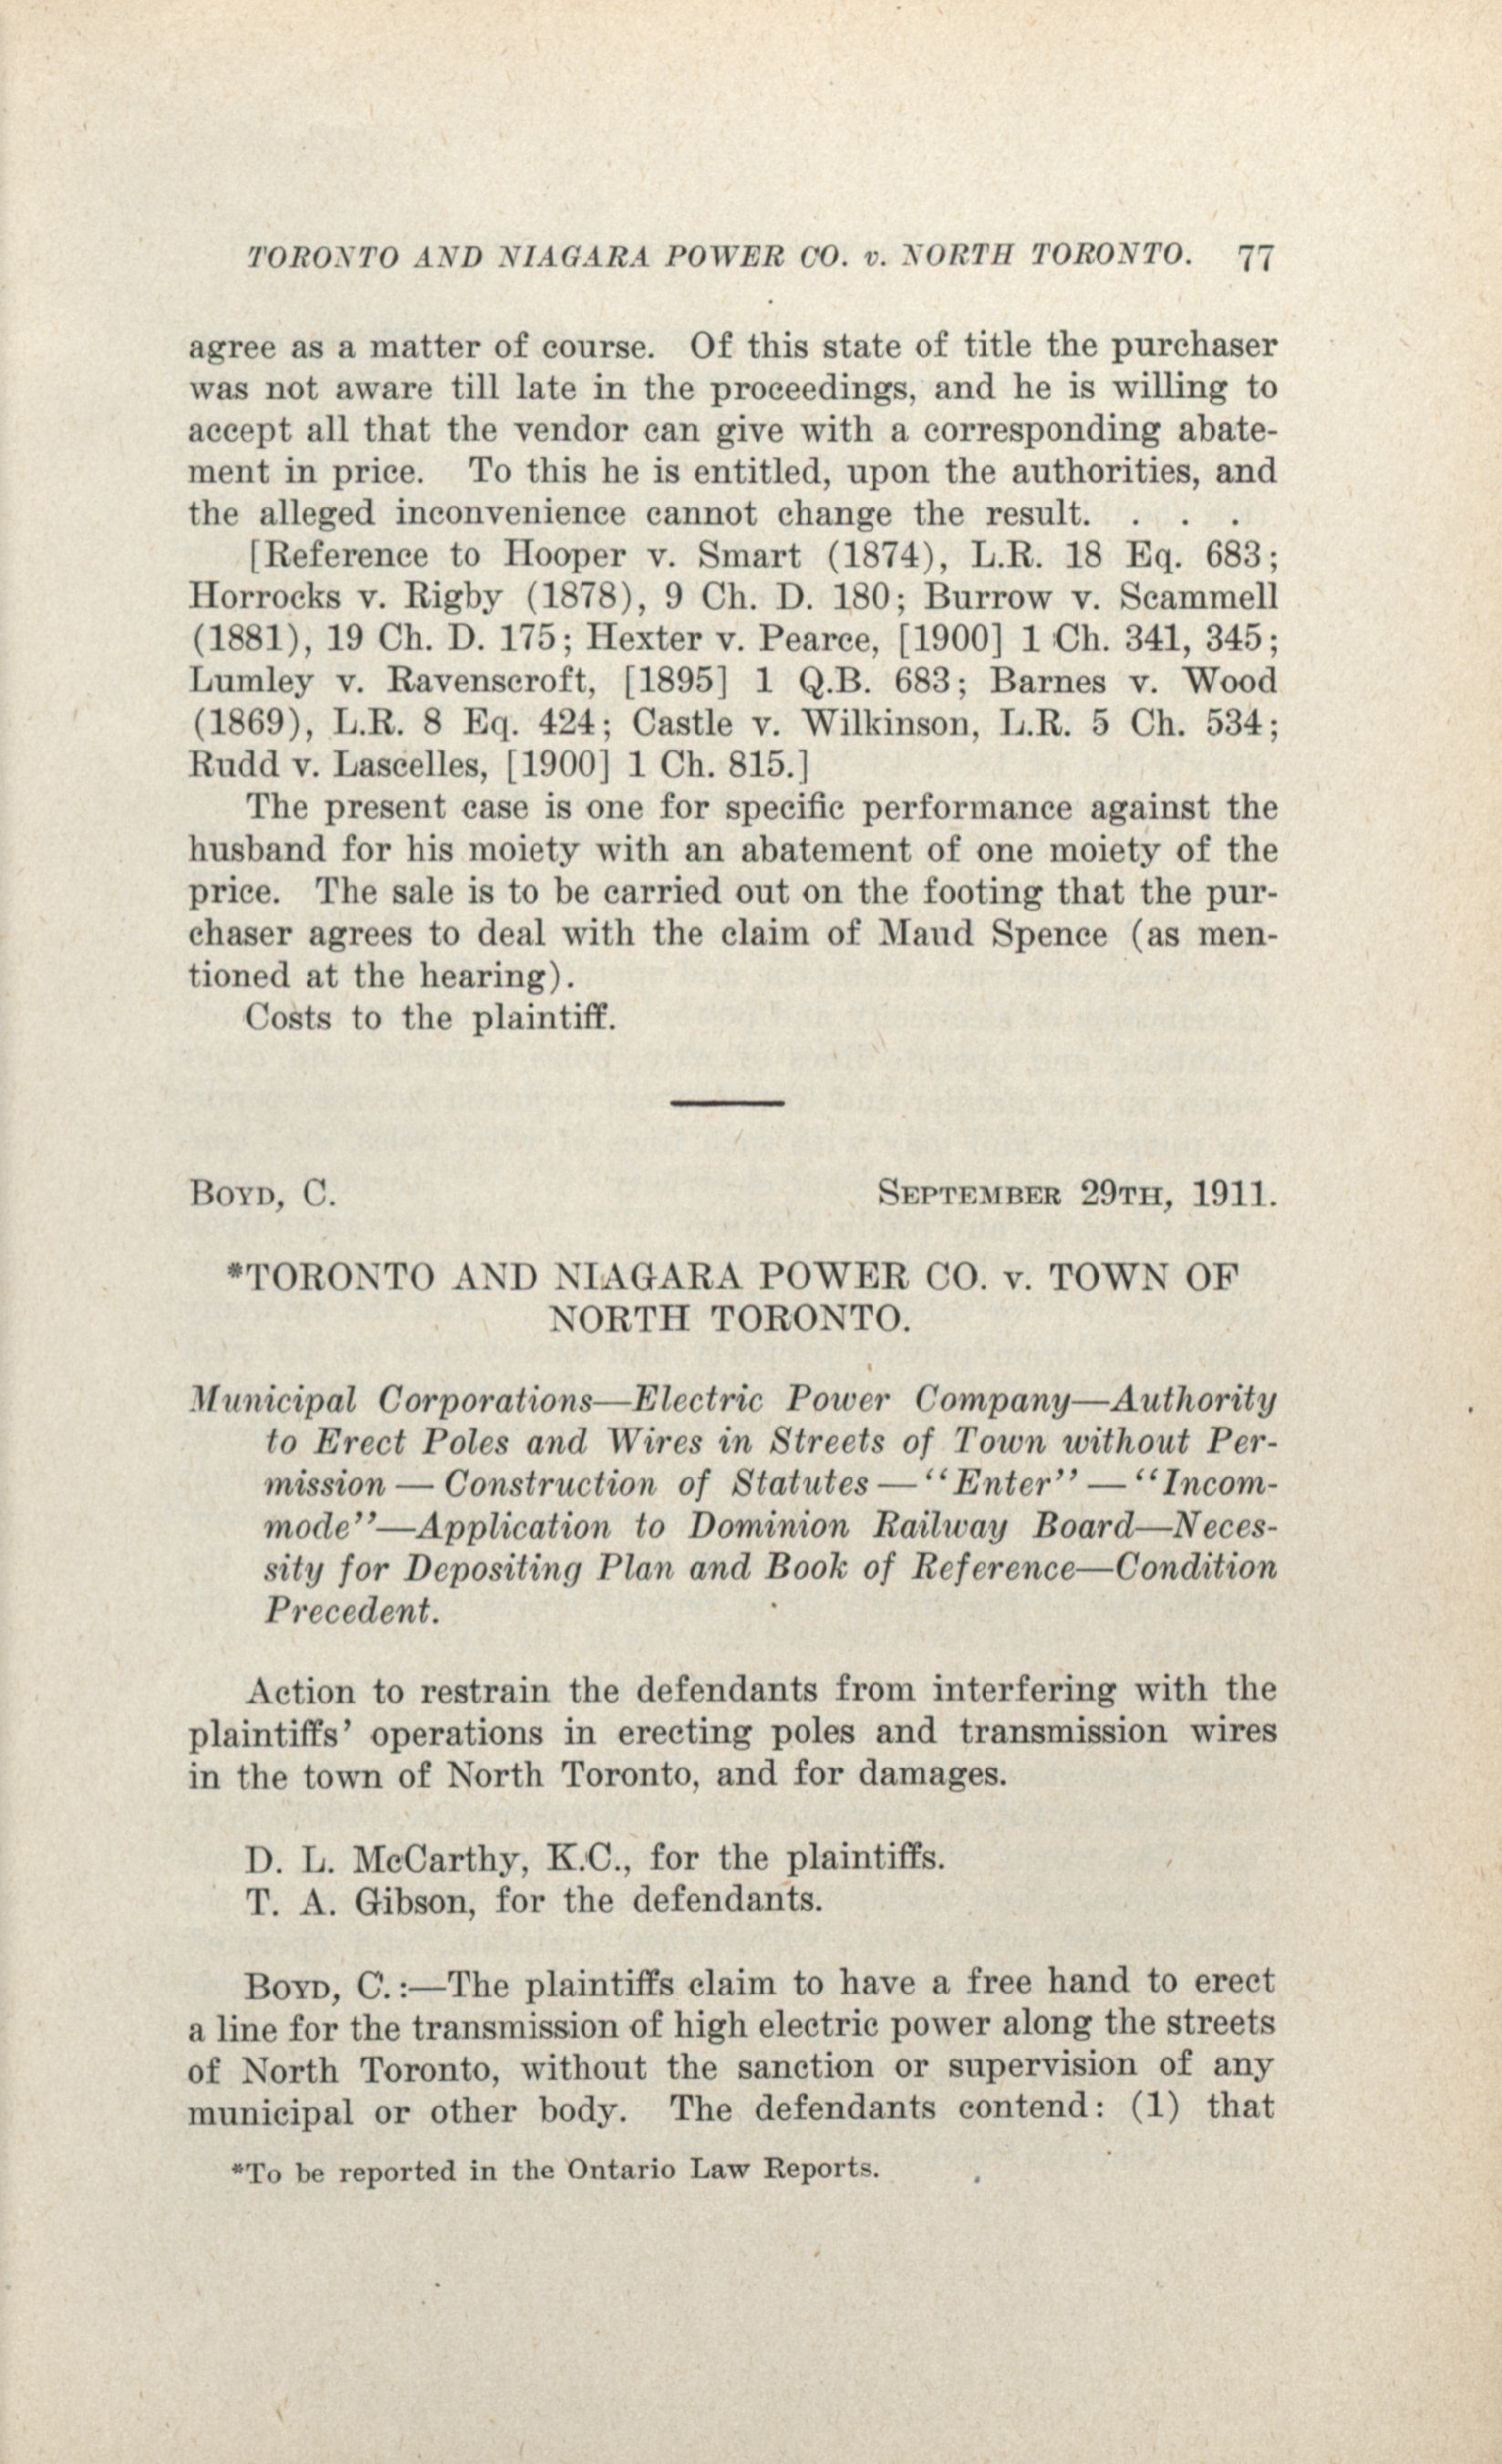 TORONTO AND NIAGARA POWER CO. v. NORTH TORONTO. 77
agree as a matter of course. Of this state of title the purchaser
was not aware till late in the proceedings, and he is willing to
accept all that the vendor can give with a corresponding abate-
ment in price. To this he is entitled, upon the authorities, and
the alleged inconvenience cannot change the result. . . .
[Reference to Hooper v. Smart (1874), L.R. 18 Eq. 683;
Horrocks v. Rigby (1878), 9 Ch. D. 180; Burrow v. Scammell
(1881), 19 Ch. D. 175; Hexter v. Pearce, [1900] 1 Ch. 341, 345;
Lumley v. Ravenscroft, [1895] 1 Q.B. 683; Barnes v. Wood
(1869), L.R. 8 Eq. 424; Castle v. Wilkinson, L.R. 5 Ch. 534;
Rudd v. Lascelles, [1900] 1 Ch. 815.]
The present case is one for specific performance against the
husband for his moiety with an abatement of one moiety of the
price. The sale is to be carried out on the footing that the pur-
chaser agrees to deal with the claim of Maud Spence (as men-
tioned at the hearing).
Costs to the plaintiff.
BOYD, C. SEPTEMBER 29TH, 1911.
*TORONTO AND NIAGARA POWER CO. v. TOWN OF
NORTH TORONTO.
Municipal Corporations—Electric Power Company—Authority
to Erect Poles and Wires in Streets of Town without Per-
mission — Construction of Statutes — "Enter" — "Incom-
mode"—Application to Dominion Railway Board—Neces-
sity for Depositing Plan and Book of Reference—Condition
Precedent.
Action to restrain the defendants from interfering with the
plaintiffs' operations in erecting poles and transmission wires
in the town of North Toronto, and for damages.
D. L. McCarthy, K.C., for the plaintiffs.
T. A. Gibson, for the defendants.
BOYD, C.:—The plaintiffs claim to have a free hand to erect
a line for the transmission of high electric power along the streets
of North Toronto, without the sanction or supervision of any
municipal or other body. The defendants contend: (1) that
*To be reported in the Ontario Law Reports.